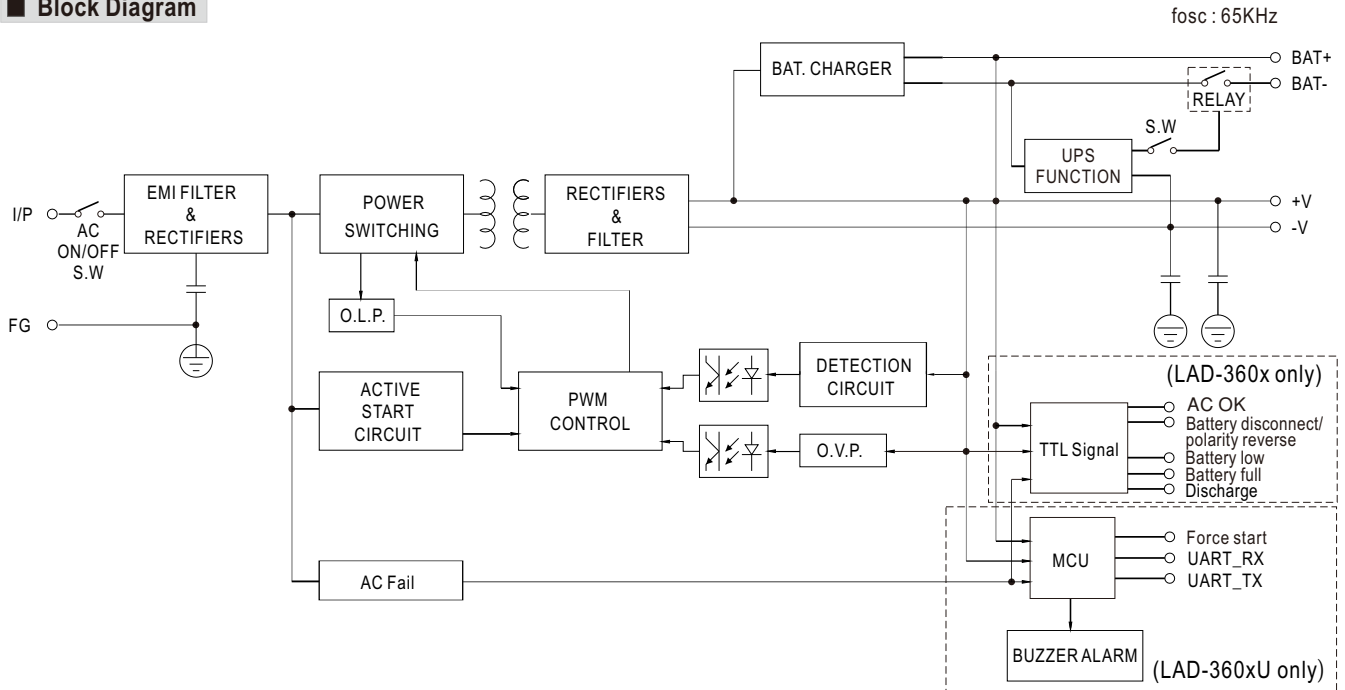 ■ Block Diagram
fosc : 65KHz
BAT. CHARGER
BAT+
BAT-
RELAY
S.W
UPS
FUNCTION
I/P
AC
ON/OFF
S.W
EMI FILTER
&
RECTIFIERS
POWER
SWITCHING
RECTIFIERS
&
FILTER
+V
-V
FG
O.L.P.
ACTIVE
START
CIRCUIT
PWM
CONTROL
DETECTION
CIRCUIT
O.V.P.
(LAD-360x only)
TTL Signal
AC OK
Battery disconnect/
polarity reverse
Battery low
Battery full
Discharge
AC Fail
MCU
Force start
UART_RX
UART_TX
BUZZER ALARM
(LAD-360xU only)